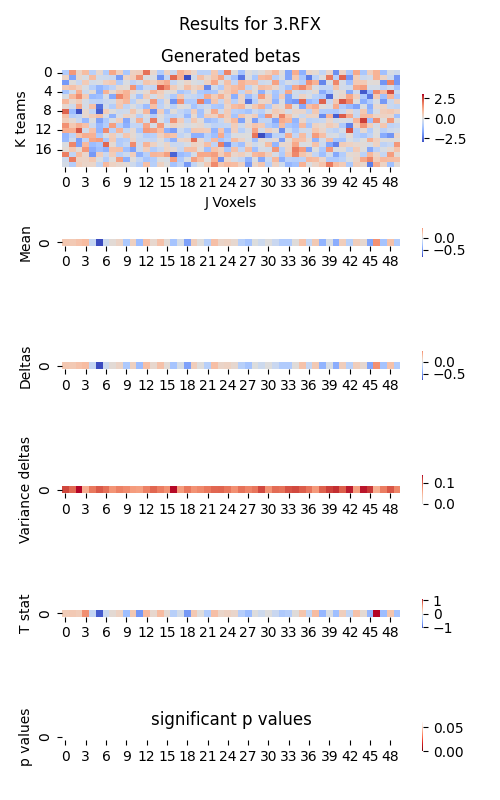 Results for 3.RFX
Generated betas
K teams
0
4
8
12
16
2.5
0.0
−2.5
0 3 6 9 12 15 18 21 24 27 30 33 36 39 42 45 48
J Voxels
Mean
0
0.0
−0.5
0 3 6 9 12 15 18 21 24 27 30 33 36 39 42 45 48
Deltas
0
0.0
−0.5
0 3 6 9 12 15 18 21 24 27 30 33 36 39 42 45 48
Variance deltas
0
0.1
0.0
0 3 6 9 12 15 18 21 24 27 30 33 36 39 42 45 48
T stat
0
1
0
−1
0 3 6 9 12 15 18 21 24 27 30 33 36 39 42 45 48
significant p values
p values
0
0.05
0.00
0 3 6 9 12 15 18 21 24 27 30 33 36 39 42 45 48